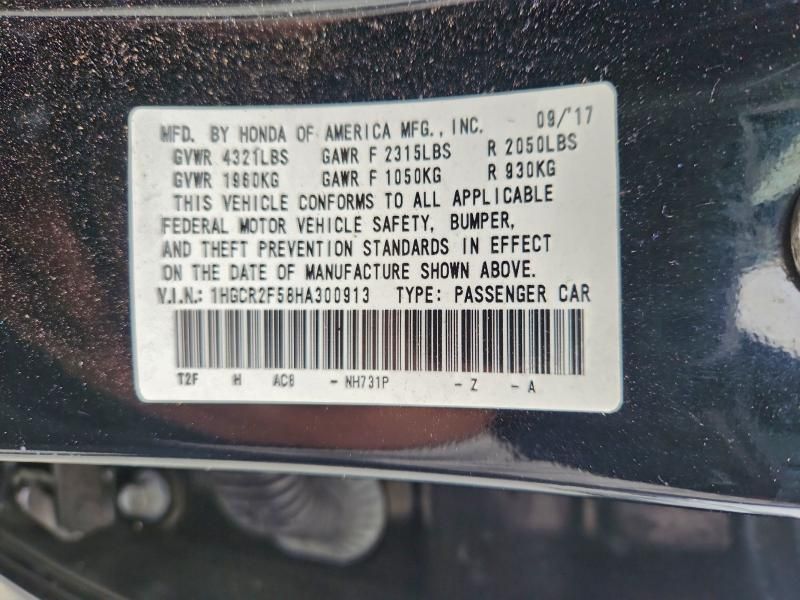 MFD. BY HONDA OF AMERICA MFG., INC. 09/'17
GVWR 4321LBS GAWR F 2315LBS R 2050LBS
GVWR 1960KG GAWR F 1050KG R 930KG
THIS VEHICLE CONFORMS TO ALL APPLICABLE
FEDERAL MOTOR VEHICLE SAFETY, BUMPER,
AND THEFT PREVENTION STANDARDS IN EFFECT
ON THE DATE OF MANUFACTURE SHOWN ABOVE.
V.I.N.: 1HGCR2F58HA300913 TYPE: PASSENGER CAR
T2F H AC8 - NH731P - Z - A